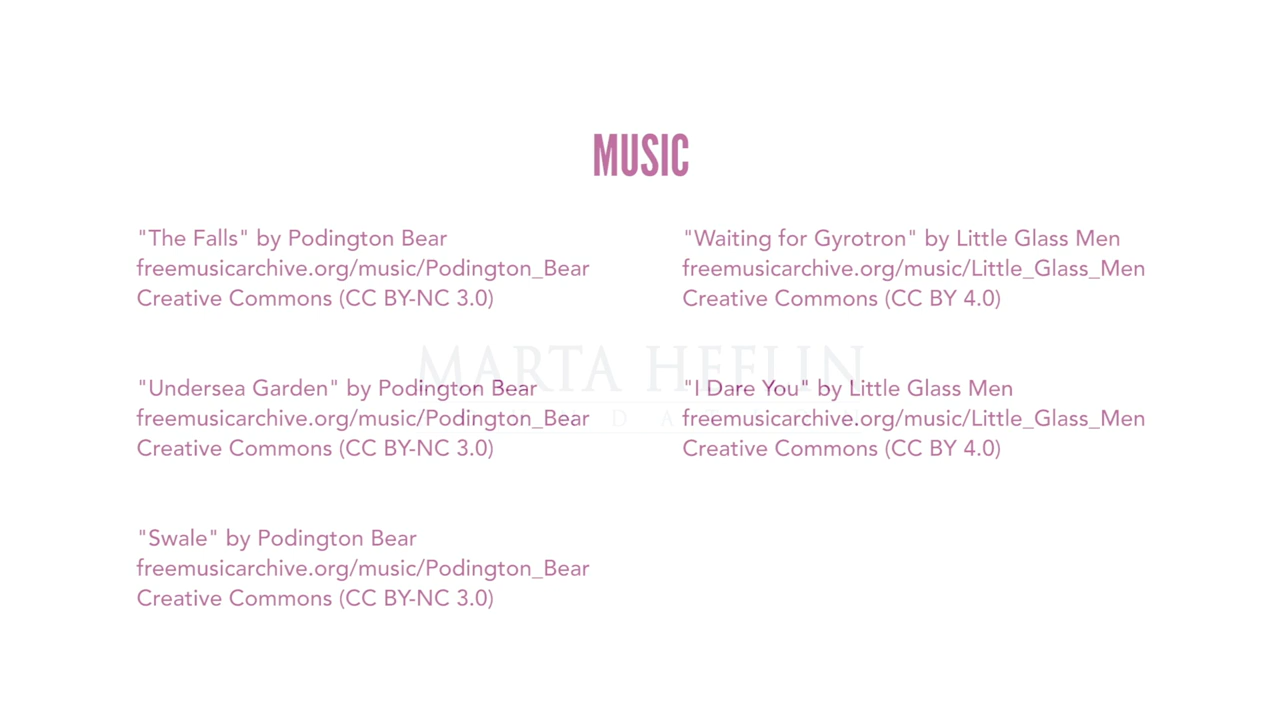 MUSIC
"The Falls" by Podington Bear
freemusicarchive.org/music/Podington_Bear
Creative Commons (CC BY-NC 3.0)
"Undersea Garden" by Podington Bear
freemusicarchive.org/music/Podington_Bear
Creative Commons (CC BY-NC 3.0)
"Swale" by Podington Bear
freemusicarchive.org/music/Podington_Bear
Creative Commons (CC BY-NC 3.0)
"Waiting for Gyrotron" by Little Glass Men
freemusicarchive.org/music/Little_Glass_Men
Creative Commons (CC BY 4.0)
"I Dare You" by Little Glass Men
freemusicarchive.org/music/Little_Glass_Men
Creative Commons (CC BY 4.0)
MARTA HEFLIN